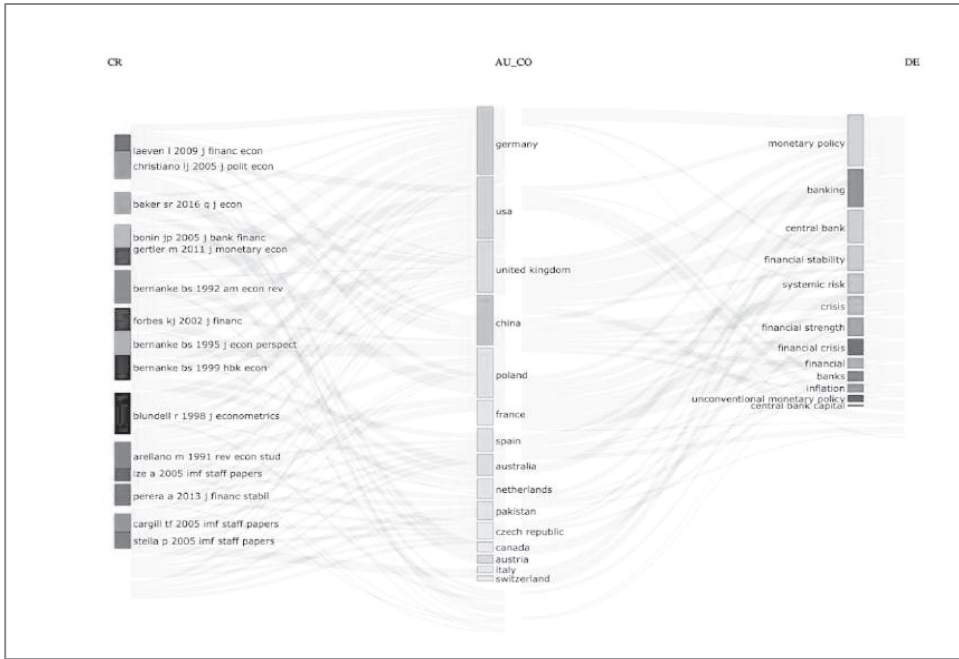 CR
AU_CO
DE
laeven l 2009 j financ econ
christiano lj 2005 j polit econ
baker sr 2016 q j econ
bonin jp 2005 j bank financ
gertler m 2011 j monetary econ
bernanke bs 1992 am econ rev
forbes kj 2002 j financ
bernanke bs 1995 j econ perspect
bernanke bs 1999 hbk econ
blundell r 1998 j econometrics
arellano m 1991 rev econ stud
ize a 2005 imf staff papers
perera a 2013 j financ stabil
cargill tf 2005 imf staff papers
stella p 2005 imf staff papers
germany
usa
united kingdom
china
poland
france
spain
australia
netherlands
pakistan
czech republic
canada
austria
italy
switzerland
monetary policy
banking
central bank
financial stability
systemic risk
crisis
financial strength
financial crisis
financial
banks
inflation
unconventional monetary policy
central bank capital